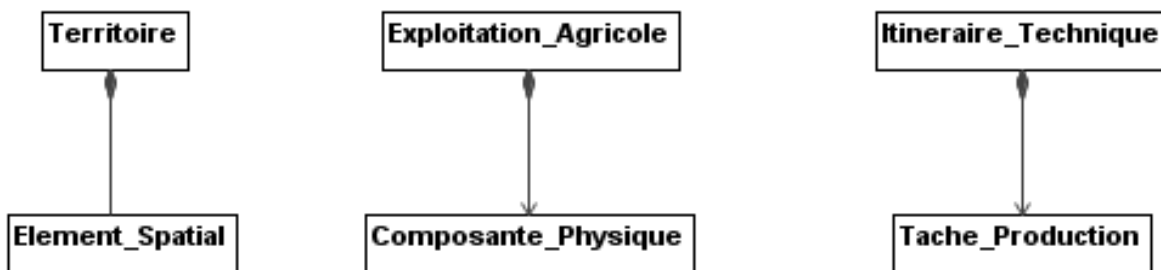 Territoire
Exploitation_Agricole
Itineraire_Technique
Element_Spatial
Composante_Physique
Tache_Production